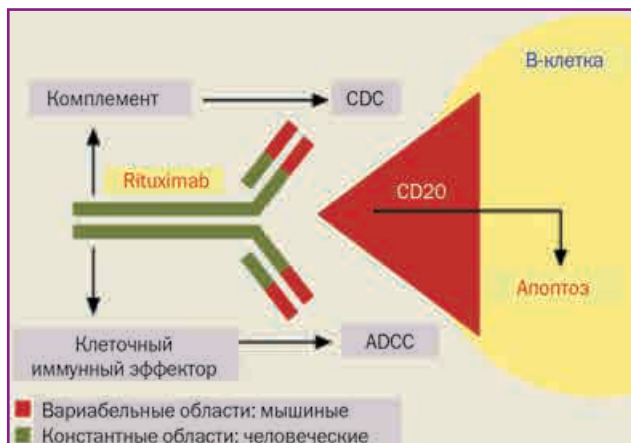 В-клетка
Комплемент
CDC
Rituximab
CD20
Апоптоз
Клеточный
иммунный эффектор
ADCC
Вариабельные области: мышиные
Константные области: человеческие